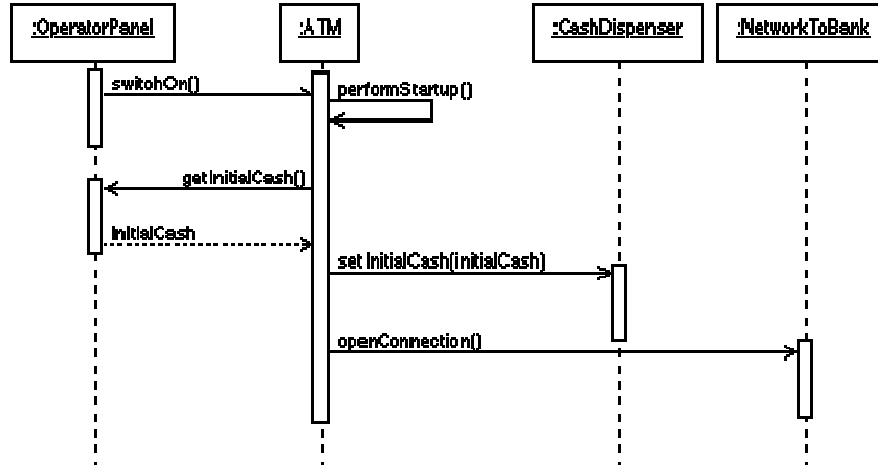 :OperatorPanel
:ATM
:CashDispenser
:NetworkToBank
switchOn()
performStartup()
getInitialCash()
initialCash
setInitialCash(initialCash)
openConnection()